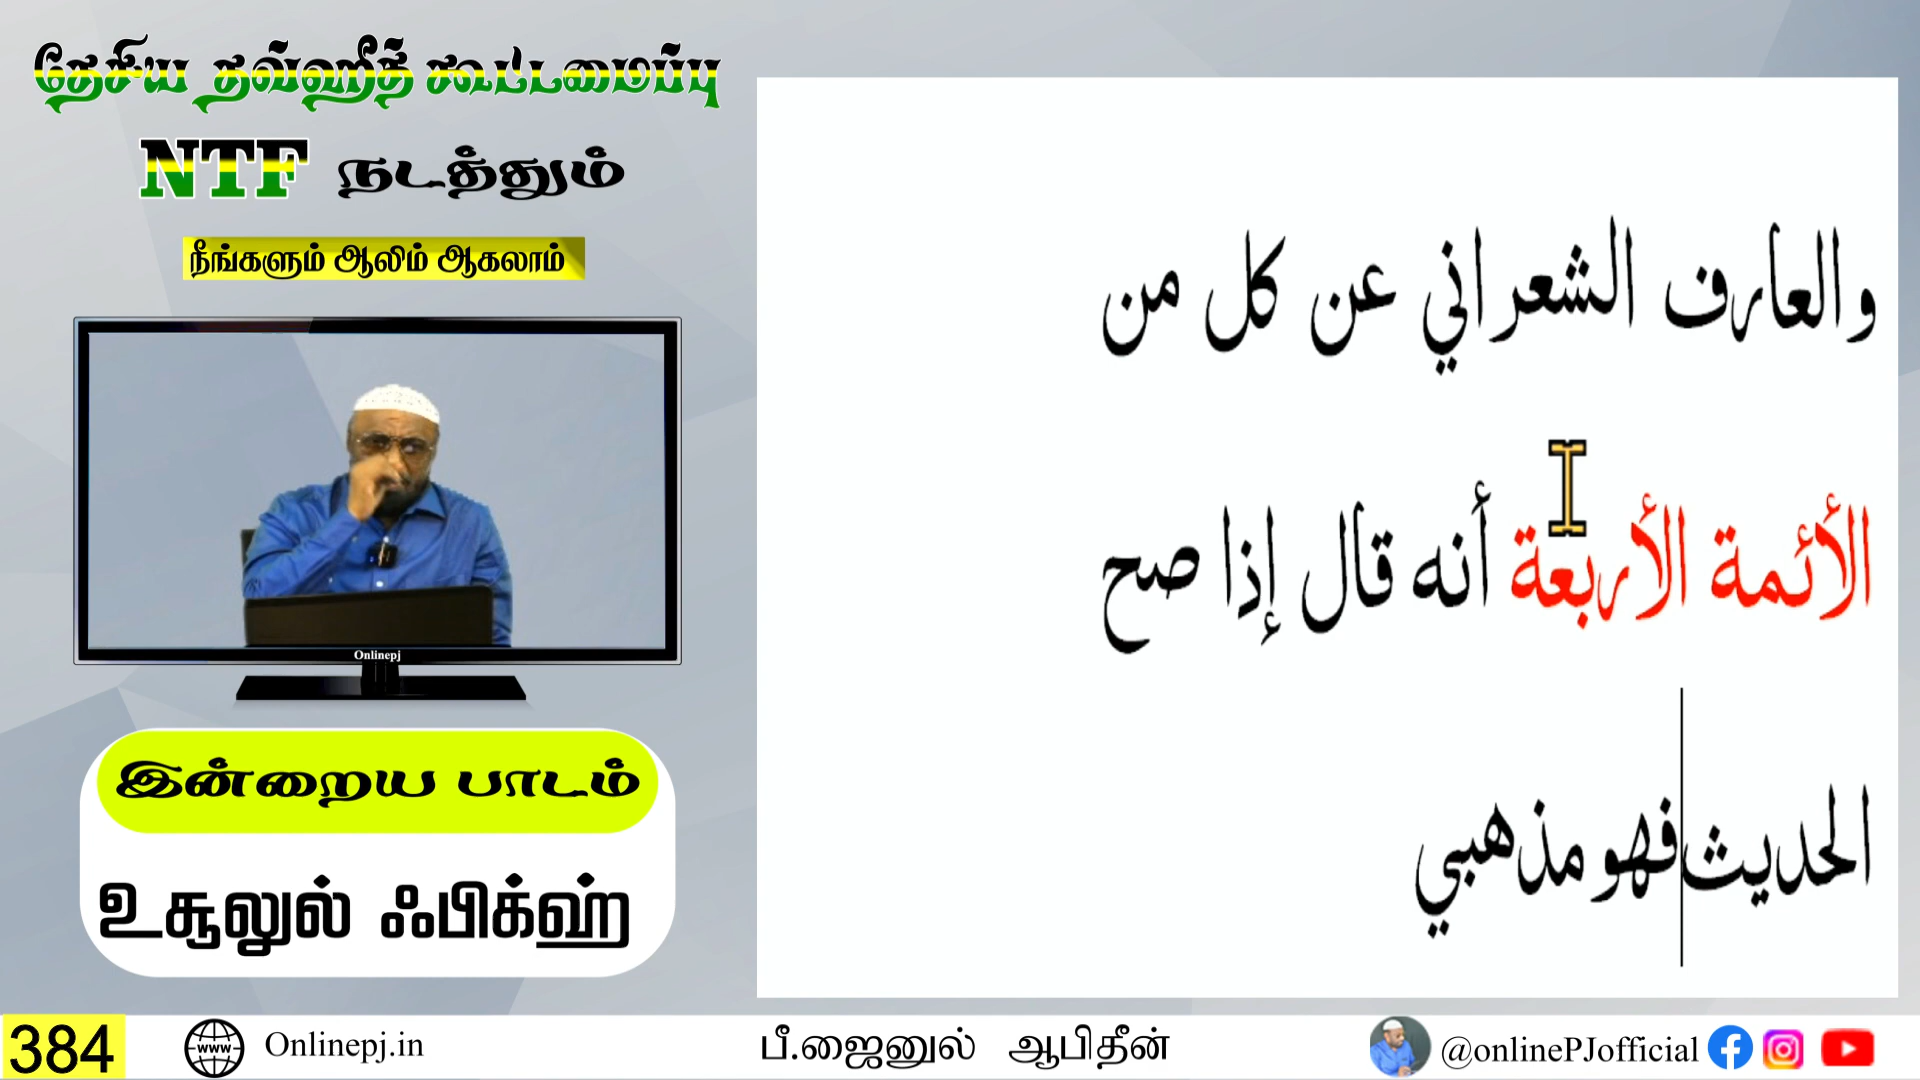 தேசிய தவ்ஹீத் கூட்டமைப்பு
NTF நடத்தும்
நீங்களும் ஆலிம் ஆகலாம்
Onlinepj
இன்றைய பாடம்
உசூலுல் ஃபிக்ஹ்
والعارف الشعراني عن كل من
الأئمة الأربعة أنه قال إذا صح
الحديث فهو مذهبي
384
www
Onlinepj.in
பீ.ஜைனுல் ஆபிதீன்
@onlinePJofficial